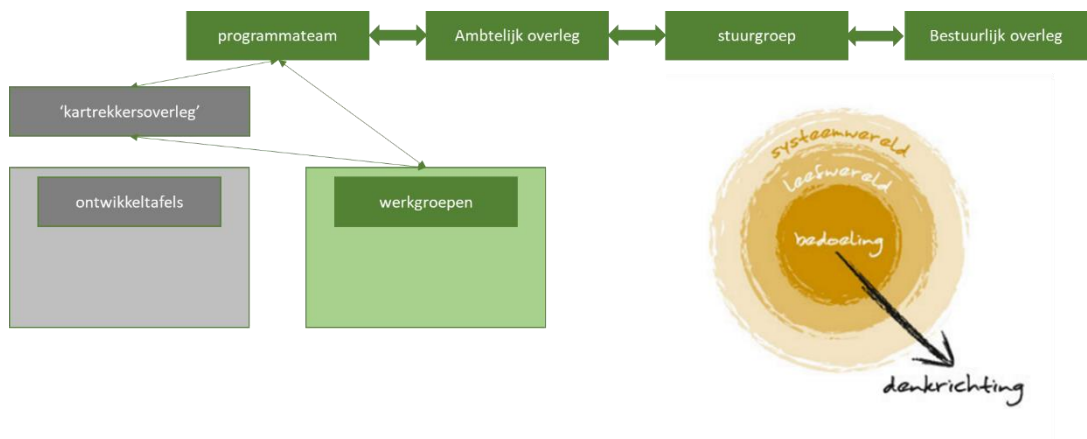 programmateam
Ambtelijk overleg
stuurgroep
Bestuurlijk overleg
‘kartrekkersoverleg’
ontwikkeltafels
werkgroepen
systeemwereld
leefwereld
bedoeling
denkrichting